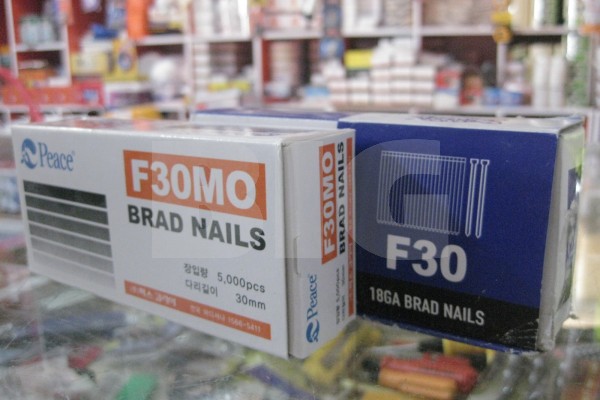 Peace
F30MO
BRAD NAILS
장입량 5,000pcs
다리길이 30mm
F30MO
BRAD NAILS
Peace
F30
18GA BRAD NAILS